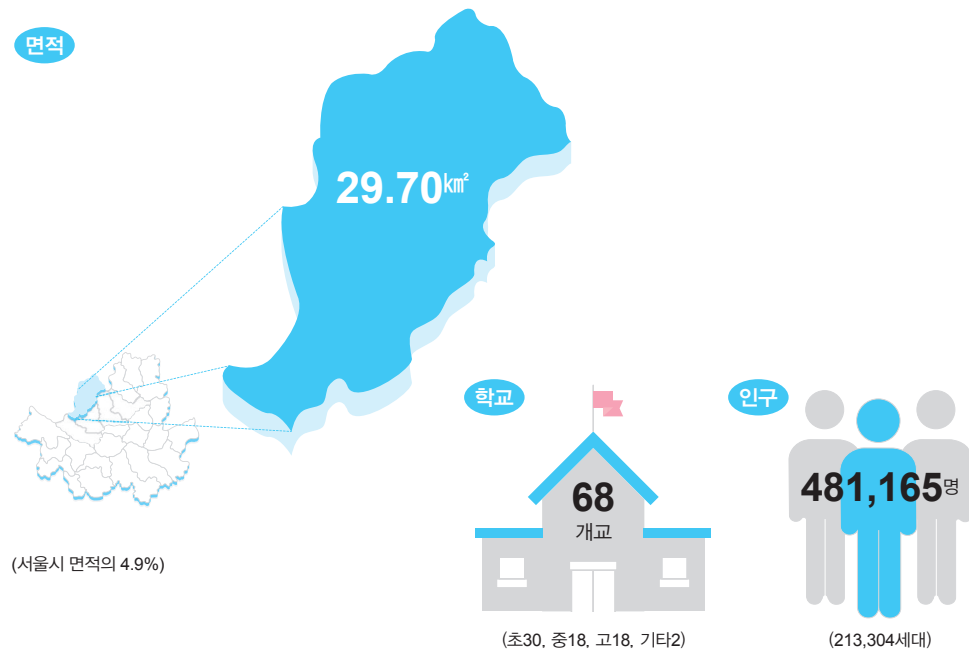 면적
29.70㎢
(서울시 면적의 4.9%)
학교
68
개교
(초30, 중18, 고18, 기타2)
인구
481,165명
(213,304세대)